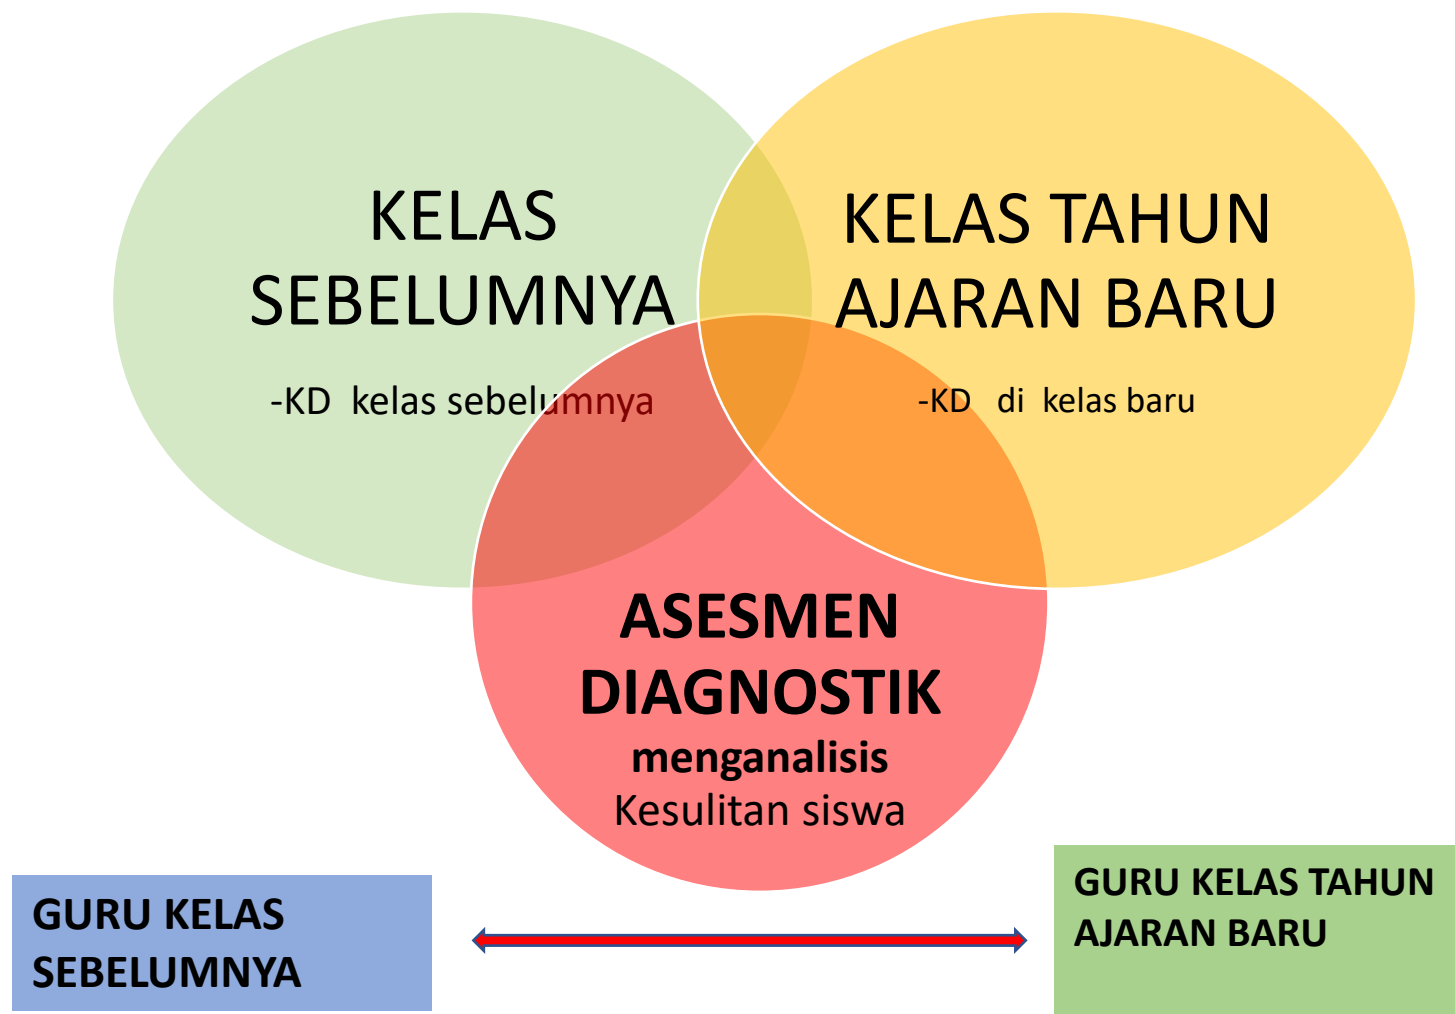 KELAS
SEBELUMNYA
-KD kelas sebelumnya
KELAS TAHUN
AJARAN BARU
-KD di kelas baru
ASESMEN
DIAGNOSTIK
menganalisis
Kesulitan siswa
GURU KELAS
SEBELUMNYA
GURU KELAS TAHUN
AJARAN BARU